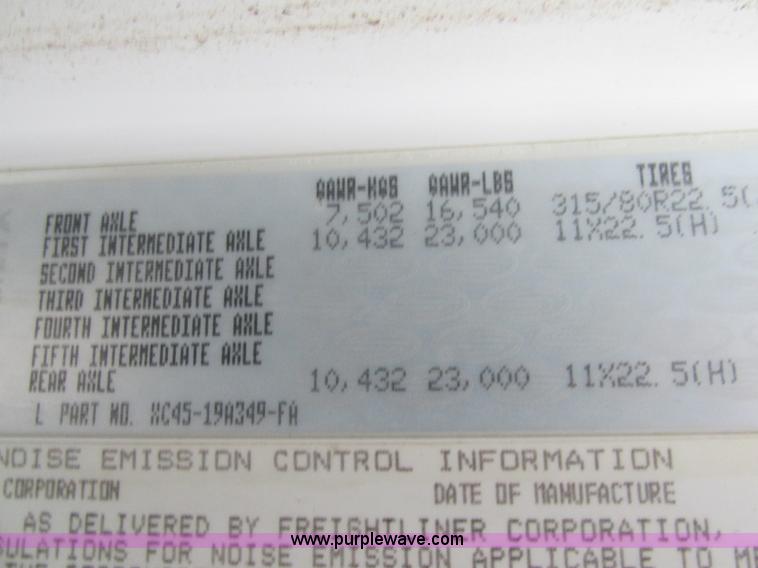 GAWR-KGS GAWR-LBS TIRES
FRONT AXLE 7,502 16,540 315/80R22.5(
FIRST INTERMEDIATE AXLE 10,432 23,000 11X22.5(H)
SECOND INTERMEDIATE AXLE
THIRD INTERMEDIATE AXLE
FOURTH INTERMEDIATE AXLE
FIFTH INTERMEDIATE AXLE
REAR AXLE 10,432 23,000 11X22.5(H)
L PART NO. XC45-19A349-FA
NOISE EMISSION CONTROL INFORMATION
CORPORATION DATE OF MANUFACTURE
AS DELIVERED BY FREIGHTLINER CORPORATION,
www.purplewave.com
ULATIONS FOR NOISE EMISSION APPLICABLE TO ME